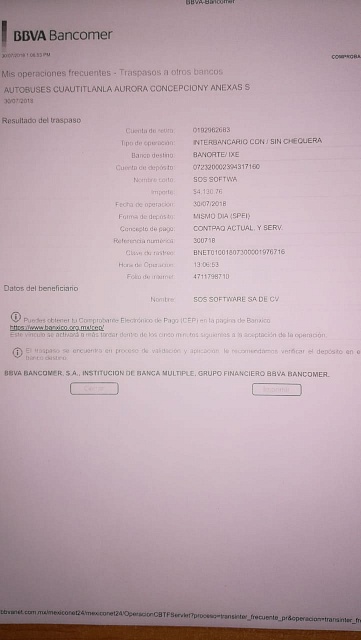 BBVA-Bancomer
BBVA Bancomer
30/07/2018 1:06:53 PM
COMPROBA
Mis operaciones frecuentes - Traspasos a otros bancos
AUTOBUSES CUAUTITLANLA AURORA CONCEPCIONY ANEXAS S
30/07/2018
Resultado del traspaso
Cuenta de retiro: 0192982683
Tipo de operación: INTERBANCARIO CON / SIN CHEQUERA
Banco destino: BANORTE/ IXE
Cuenta de depósito: 072320002394317160
Nombre corto: SOS SOFTWA
Importe: $4,130.76
Fecha de operación: 30/07/2018
Forma de depósito: MISMO DIA (SPEI)
Concepto de pago: CONTPAQ ACTUAL. Y SERV.
Referencia numérica: 300718
Clave de rastreo: BNET01001807300001976716
Hora de Operación: 13:06:53
Folio de internet: 4711798710
Datos del beneficiario
Nombre: SOS SOFTWARE SA DE CV
Puedes obtener tu Comprobante Electrónico de Pago (CEP) en la página de Banxico:
https://www.banxico.org.mx/cep/
Este vínculo se activará a más tardar dentro de los cinco minutos siguientes a la aceptación de la operación.
El traspaso se encuentra en proceso de validación y aplicación, le recomendamos verificar el depósito en el
banco destino.
BBVA BANCOMER, S.A., INSTITUCION DE BANCA MULTIPLE, GRUPO FINANCIERO BBVA BANCOMER.
Cerrar
Imprimir
bbvanet.com.mx/mexiconet24/mexiconet24/OperacionCBTFServlet?proceso=transinter_frecuente_pr&operacion=transinter_fr